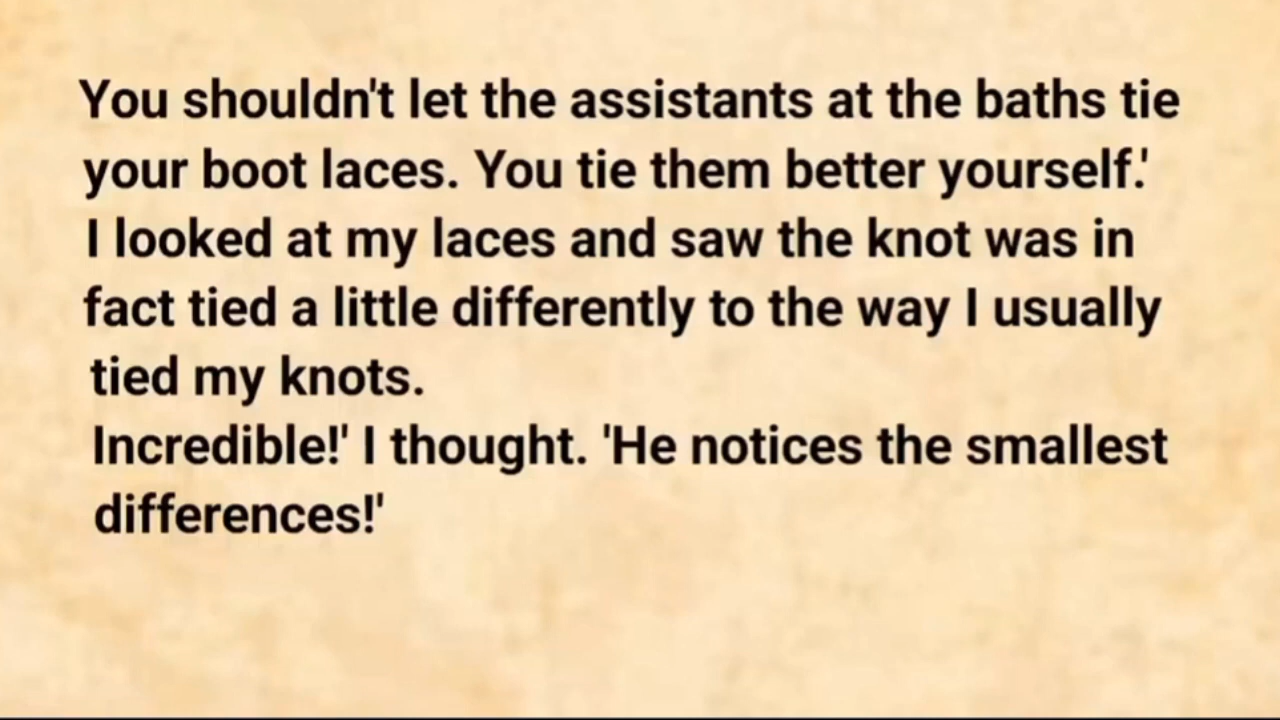 You shouldn't let the assistants at the baths tie
your boot laces. You tie them better yourself.'
I looked at my laces and saw the knot was in
fact tied a little differently to the way I usually
tied my knots.
Incredible!' I thought. 'He notices the smallest
differences!'